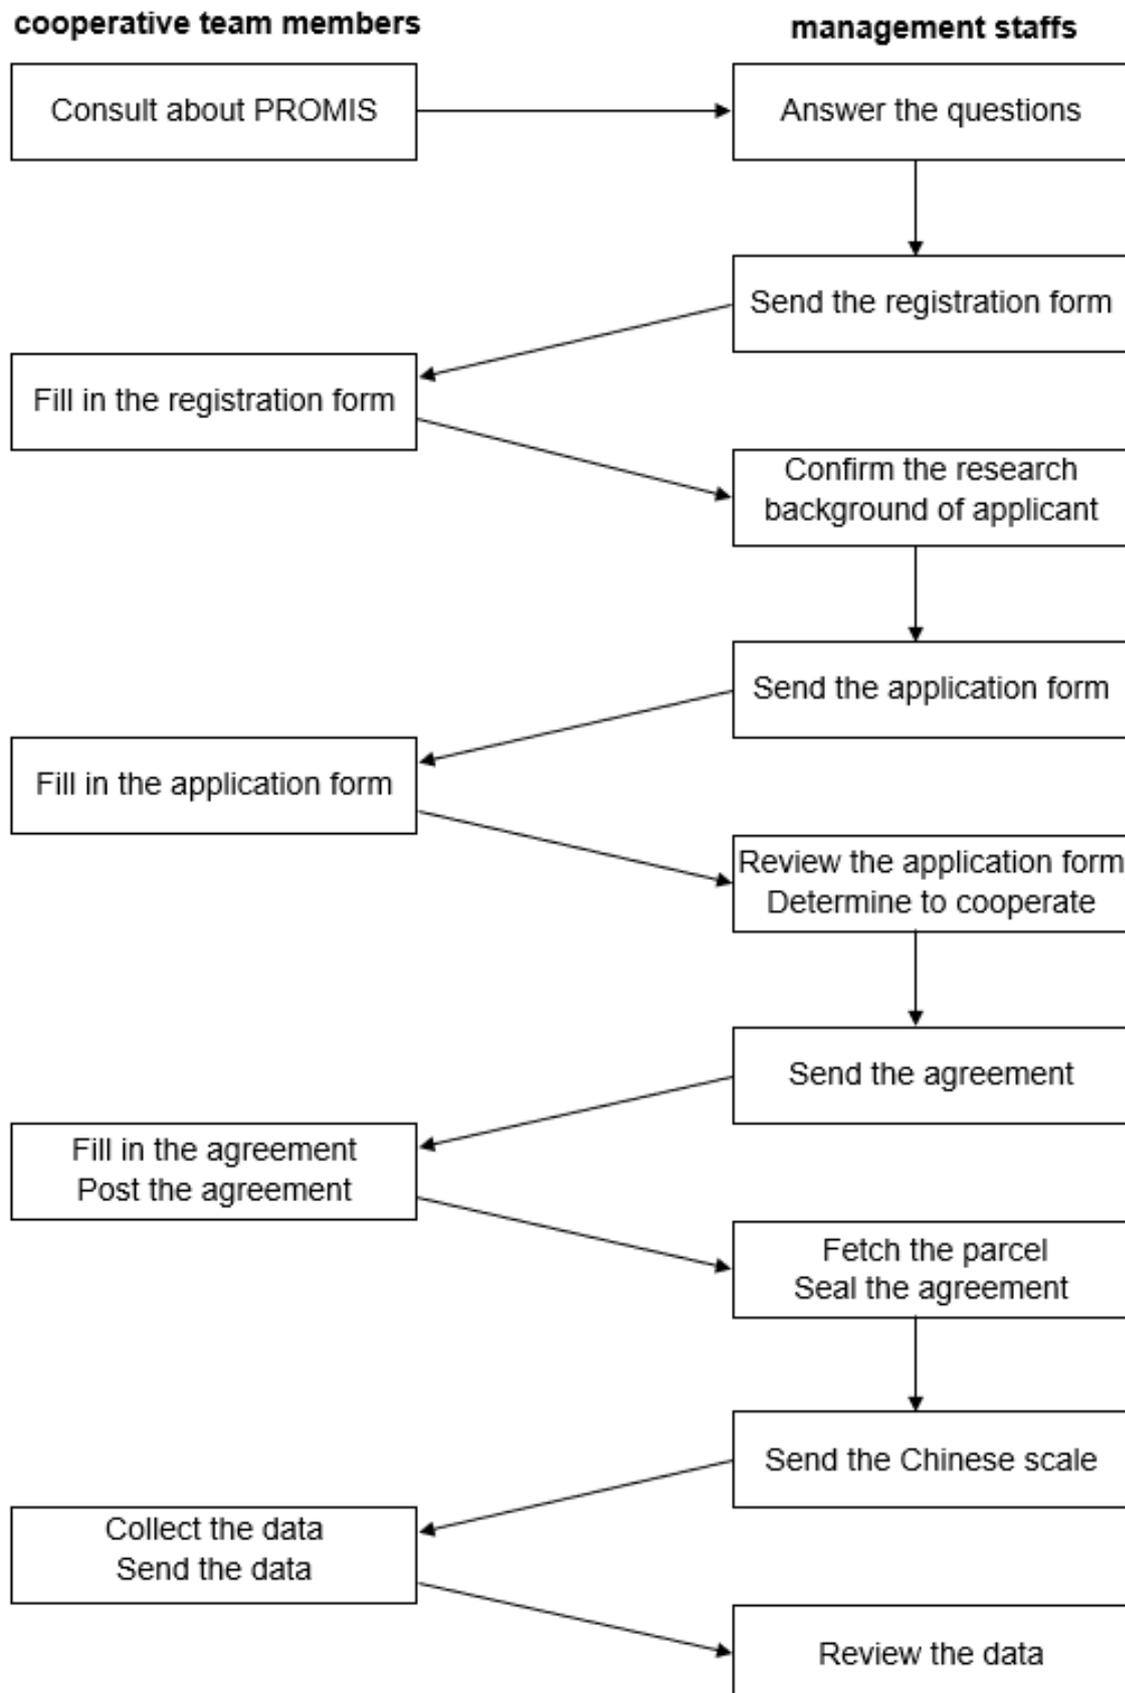 cooperative team members
management staffs
Consult about PROMIS
Answer the questions
Send the registration form
Fill in the registration form
Confirm the research
background of applicant
Send the application form
Fill in the application form
Review the application form
Determine to cooperate
Send the agreement
Fill in the agreement
Post the agreement
Fetch the parcel
Seal the agreement
Send the Chinese scale
Collect the data
Send the data
Review the data